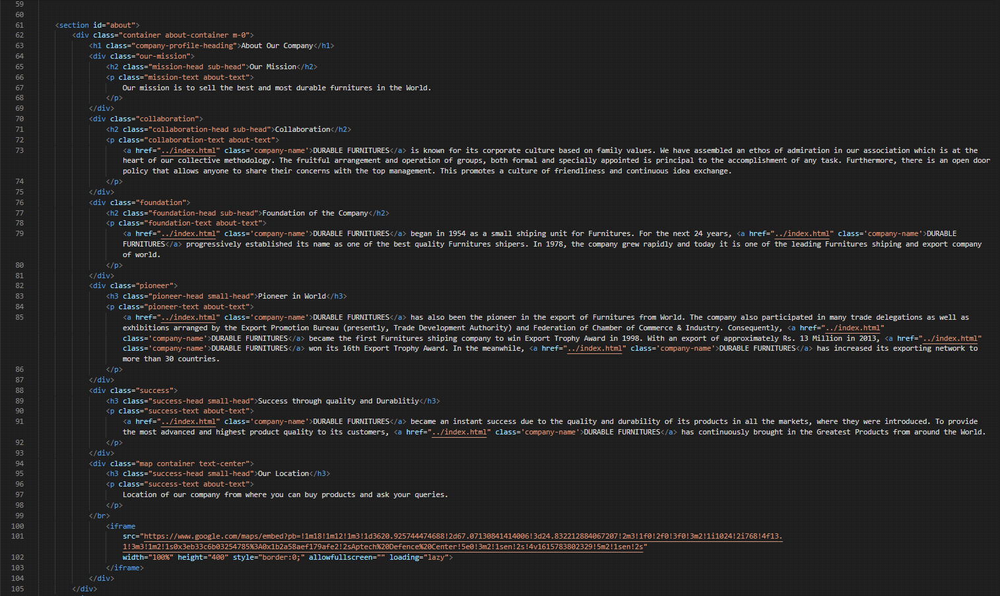 59
60
61 <section id="about">
62 <div class="container about-container m-0">
63 <h1 class="company-profile-heading">About Our Company</h1>
64 <div class="our-mission">
65 <h2 class="mission-head sub-head">Our Mission</h2>
66 <p class="mission-text about-text">
67 Our mission is to sell the best and most durable furnitures in the World.
68 </p>
69 </div>
70 <div class="collaboration">
71 <h2 class="collaboration-head sub-head">Collaboration</h2>
72 <p class="collaboration-text about-text">
73 <a href="../index.html" class='company-name'>DURABLE FURNITURES</a> is known for its corporate culture based on family values. We have assembled an ethos of admiration in our association which is at the
heart of our collective methodology. The fruitful arrangement and operation of groups, both formal and specially appointed is principal to the accomplishment of any task. Furthermore, there is an open door
policy that allows anyone to share their concerns with the top management. This promotes a culture of friendliness and continuous idea exchange.
74 </p>
75 </div>
76 <div class="foundation">
77 <h2 class="foundation-head sub-head">Foundation of the Company</h2>
78 <p class="foundation-text about-text">
79 <a href="../index.html" class='company-name'>DURABLE FURNITURES</a> began in 1954 as a small shiping unit for Furnitures. For the next 24 years, <a href="../index.html" class='company-name'>DURABLE
FURNITURES</a> progressively established its name as one of the best quality Furnitures shipers. In 1978, the company grew rapidly and today it is one of the leading Furnitures shiping and export company
of world.
80 </p>
81 </div>
82 <div class="pioneer">
83 <h3 class="pioneer-head small-head">Pioneer in World</h3>
84 <p class="pioneer-text about-text">
85 <a href="../index.html" class='company-name'>DURABLE FURNITURES</a> has also been the pioneer in the export of Furnitures from World. The company also participated in many trade delegations as well as
exhibitions arranged by the Export Promotion Bureau (presently, Trade Development Authority) and Federation of Chamber of Commerce & Industry. Consequently, <a href="../index.html"
class='company-name'>DURABLE FURNITURES</a> became the first Furnitures shiping company to win Export Trophy Award in 1998. With an export of approximately Rs. 13 Million in 2013, <a href="../index.html"
class='company-name'>DURABLE FURNITURES</a> won its 16th Export Trophy Award. In the meanwhile, <a href="../index.html" class='company-name'>DURABLE FURNITURES</a> has increased its exporting network to
more than 30 countries.
86 </p>
87 </div>
88 <div class="success">
89 <h3 class="success-head small-head">Success through quality and Durablitiy</h3>
90 <p class="success-text about-text">
91 <a href="../index.html" class='company-name'>DURABLE FURNITURES</a> became an instant success due to the quality and durability of its products in all the markets, where they were introduced. To provide
the most advanced and highest product quality to its customers, <a href="../index.html" class='company-name'>DURABLE FURNITURES</a> has continuously brought in the Greatest Products from around the World.
92 </p>
93 </div>
94 <div class="map container text-center">
95 <h3 class="success-head small-head">Our Location</h3>
96 <p class="success-text about-text">
97 Location of our company from where you can buy products and ask your queries.
98 </p>
99 </br>
100 <iframe
101 src="https://www.google.com/maps/embed?pb=!1m18!1m12!1m3!1d3620.925744474688!2d67.07130841414006!3d24.832212884067207!2m3!1f0!2f0!3f0!3m2!1i1024!2i768!4f13.
1!3m3!1m2!1s0x3eb33c6b03254785%3A0x1b2a58aef179afe2!2sAptech%20Defence%20Center!5e0!3m2!1sen!2s!4v1615783802329!5m2!1sen!2s"
102 width="100%" height="400" style="border:0;" allowfullscreen="" loading="lazy">
103 </iframe>
104 </div>
105 </div>